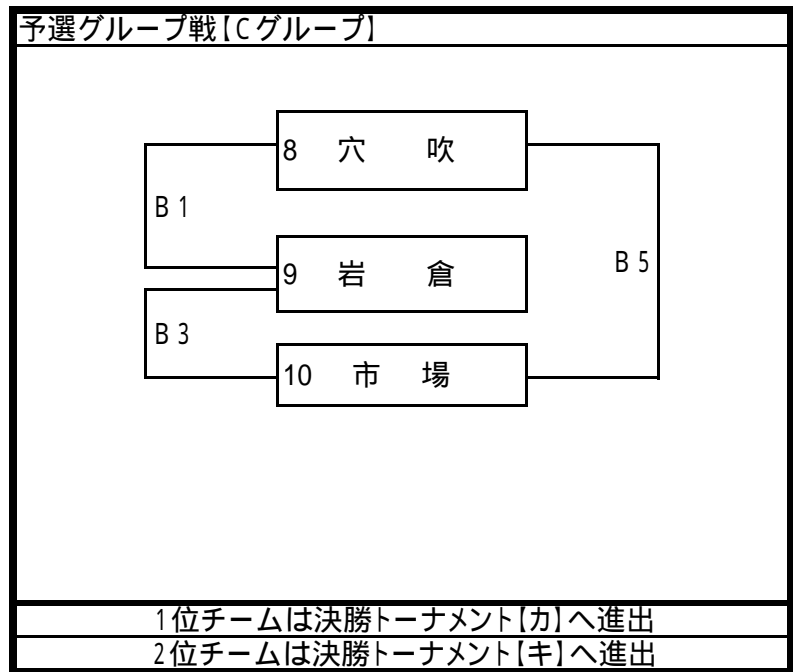 予選グループ戦【Cグループ】
8 穴 吹
B 1
9 岩 倉
B 5
B 3
10 市 場
1位チームは決勝トーナメント【カ】へ進出
2位チームは決勝トーナメント【キ】へ進出